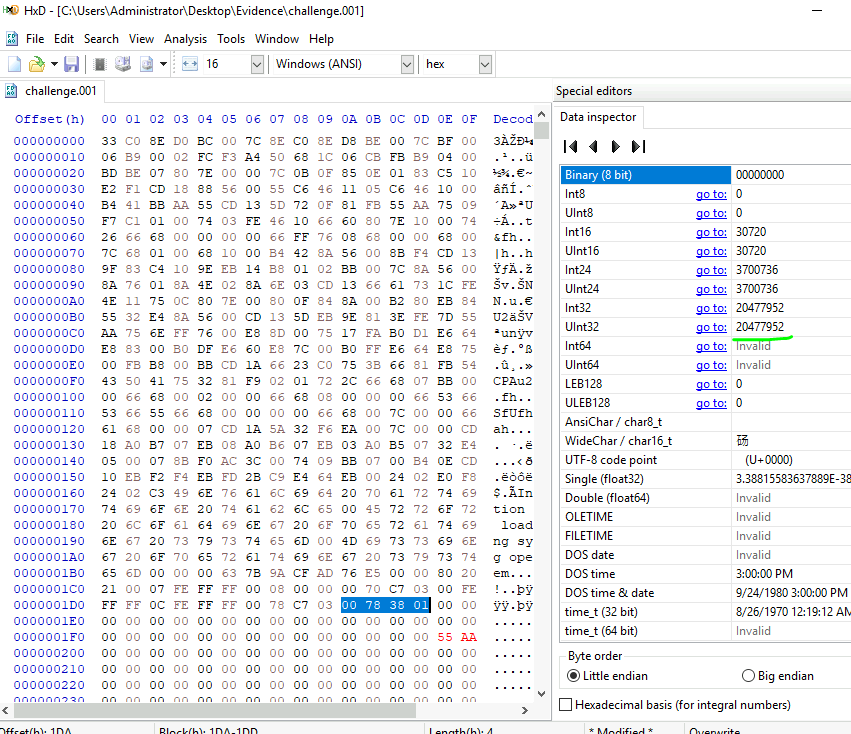 HxD - [C:\Users\Administrator\Desktop\Evidence\challenge.001]
File Edit Search View Analysis Tools Window Help
16 Windows (ANSI) hex
challenge.001
Offset(h) 00 01 02 03 04 05 06 07 08 09 0A 0B 0C 0D 0E 0F Decod
000000000 33 C0 8E D0 BC 00 7C 8E C0 8E D8 BE 00 7C BF 00 3ÀŽÐ¼
000000010 06 B9 00 02 FC F3 A4 50 68 1C 06 CB FB B9 04 00 .¹..ü
000000020 BD BE 07 80 7E 00 00 7C 0B 0F 85 0E 01 83 C5 10 ½¾.€~
000000030 E2 F1 CD 18 88 56 00 55 C6 46 11 05 C6 46 10 00 âñÍ.ˆ
000000040 B4 41 BB AA 55 CD 13 5D 72 0F 81 FB 55 AA 75 09 ´A»ªU
000000050 F7 C1 01 00 74 03 FE 46 10 66 60 80 7E 10 00 74 ÷Á..t
000000060 26 66 68 00 00 00 00 66 FF 76 08 68 00 00 68 00 &fh..
000000070 7C 68 01 00 68 10 00 B4 42 8A 56 00 8B F4 CD 13 |h..h
000000080 9F 83 C4 10 9E EB 14 B8 01 02 BB 00 7C 8A 56 00 ŸƒÄ.ž
000000090 8A 76 01 8A 4E 02 8A 6E 03 CD 13 66 61 73 1C FE Šv.ŠN
0000000A0 4E 11 75 0C 80 7E 00 80 0F 84 8A 00 B2 80 EB 84 N.u.€
0000000B0 55 32 E4 8A 56 00 CD 13 5D EB 9E 81 3E FE 7D 55 U2äŠV
0000000C0 AA 75 6E FF 76 00 E8 8D 00 75 17 FA B0 D1 E6 64 ªunÿv
0000000D0 E8 83 00 B0 DF E6 60 E8 7C 00 B0 FF E6 64 E8 75 èƒ.°ß
0000000E0 00 FB B8 00 BB CD 1A 66 23 C0 75 3B 66 81 FB 54 .û¸.»
0000000F0 43 50 41 75 32 81 F9 02 01 72 2C 66 68 07 BB 00 CPAu2
000000100 00 66 68 00 02 00 00 66 68 08 00 00 00 66 53 66 .fh..
000000110 53 66 55 66 68 00 00 00 00 66 68 00 7C 00 00 66 SfUfh
000000120 61 68 00 00 07 CD 1A 5A 32 F6 EA 00 7C 00 00 CD ah...
000000130 18 A0 B7 07 EB 08 A0 B6 07 EB 03 A0 B5 07 32 E4 . ·.ë
000000140 05 00 07 8B F0 AC 3C 00 74 09 BB 07 00 B4 0E CD ...‹ð
000000150 10 EB F2 F4 EB FD 2B C9 E4 64 EB 00 24 02 E0 F8 .ëòôë
000000160 24 02 C3 49 6E 76 61 6C 69 64 20 70 61 72 74 69 $.ÃIn
000000170 74 69 6F 6E 20 74 61 62 6C 65 00 45 72 72 6F 72 tion
000000180 20 6C 6F 61 64 69 6E 67 20 6F 70 65 72 61 74 69 load
000000190 6E 67 20 73 79 73 74 65 6D 00 4D 69 73 73 69 6E ng sy
0000001A0 67 20 6F 70 65 72 61 74 69 6E 67 20 73 79 73 74 g ope
0000001B0 65 6D 00 00 00 63 7B 9A CF AD 76 E5 00 00 80 20 em...
0000001C0 21 00 07 FE FF FF 00 08 00 00 00 70 C7 03 00 FE !..þÿ
0000001D0 FF FF 0C FE FF FF 00 78 C7 03 00 78 38 01 00 00 ÿÿ.þÿ
0000001E0 00 00 00 00 00 00 00 00 00 00 00 00 00 00 00 00 .....
0000001F0 00 00 00 00 00 00 00 00 00 00 00 00 00 00 55 AA .....
000000200 00 00 00 00 00 00 00 00 00 00 00 00 00 00 00 00 .....
000000210 00 00 00 00 00 00 00 00 00 00 00 00 00 00 00 00 .....
000000220 00 00 00 00 00 00 00 00 00 00 00 00 00 00 00 00 .....
000000230 00 00 00 00 00 00 00 00 00 00 00 00 00 00 00 00
Special editors
Data inspector
Binary (8 bit) 00000000
Int8 go to: 0
UInt8 go to: 0
Int16 go to: 30720
UInt16 go to: 30720
Int24 go to: 3700736
UInt24 go to: 3700736
Int32 go to: 20477952
UInt32 go to: 20477952
Int64 go to: Invalid
UInt64 go to: Invalid
LEB128 go to: 0
ULEB128 go to: 0
AnsiChar / char8_t
WideChar / char16_t 砀
UTF-8 code point (U+0000)
Single (float32) 3.38815583637889E-38
Double (float64) Invalid
OLETIME Invalid
FILETIME Invalid
DOS date Invalid
DOS time 3:00:00 PM
DOS time & date 9/24/1980 3:00:00 PM
time_t (32 bit) 8/26/1970 12:19:12 AM
time_t (64 bit) Invalid
Byte order
Little endian Big endian
Hexadecimal basis (for integral numbers)
Offset(h): 1DA Block(h): 1DA-1DD Length(h): 4 * Modified * Overwrite